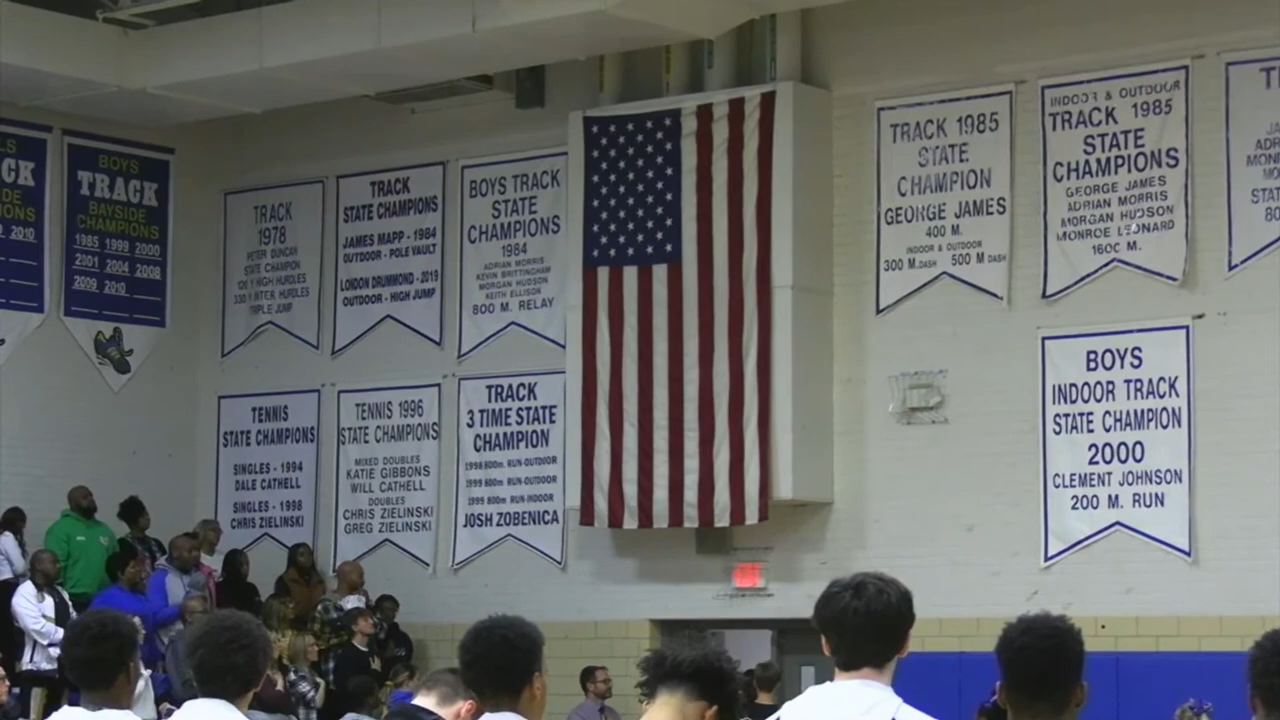 CK
2010
BOYS
TRACK
BAYSIDE
CHAMPIONS
1985 1999 2000
2001 2004 2008
2009 2010
TRACK
1978
PETER DUNCAN
STATE CHAMPION
HIGH HURDLES
HURDLES
TRIPLE JUMP
TRACK
STATE CHAMPIONS
JAMES MAPP - 1984
OUTDOOR - POLE VAULT
LONDON DRUMMOND - 2019
OUTDOOR - HIGH JUMP
BOYS TRACK
STATE
CHAMPIONS
1984
ADRIAN MORRIS
KEVIN BRITTINGHAM
MORGAN HUDSON
KEITH ELLISON
800 M. RELAY
TENNIS
STATE CHAMPIONS
SINGLES - 1994
DALE CATHELL
SINGLES - 1998
CHRIS ZIELINSKI
TENNIS 1996
STATE CHAMPIONS
MIXED DOUBLES
KATIE GIBBONS
WILL CATHELL
DOUBLES
CHRIS ZIELINSKI
GREG ZIELINSKI
TRACK
3 TIME STATE
CHAMPION
1998 800m RUN-OUTDOOR
1999 800m RUN-OUTDOOR
1999 800m RUN-INDOOR
JOSH ZOBENICA
TRACK 1985
STATE
CHAMPION
GEORGE JAMES
400 M.
INDOOR & OUTDOOR
300 M.DASH 500 M DASH
INDOOR & OUTDOUR
TRACK 1985
STATE
CHAMPIONS
GEORGE JAMES
ADRIAN MORRIS
MORGAN HUDSON
MONROE LEONARD
1600 M.
BOYS
INDOOR TRACK
STATE CHAMPION
2000
CLEMENT JOHNSON
200 M. RUN